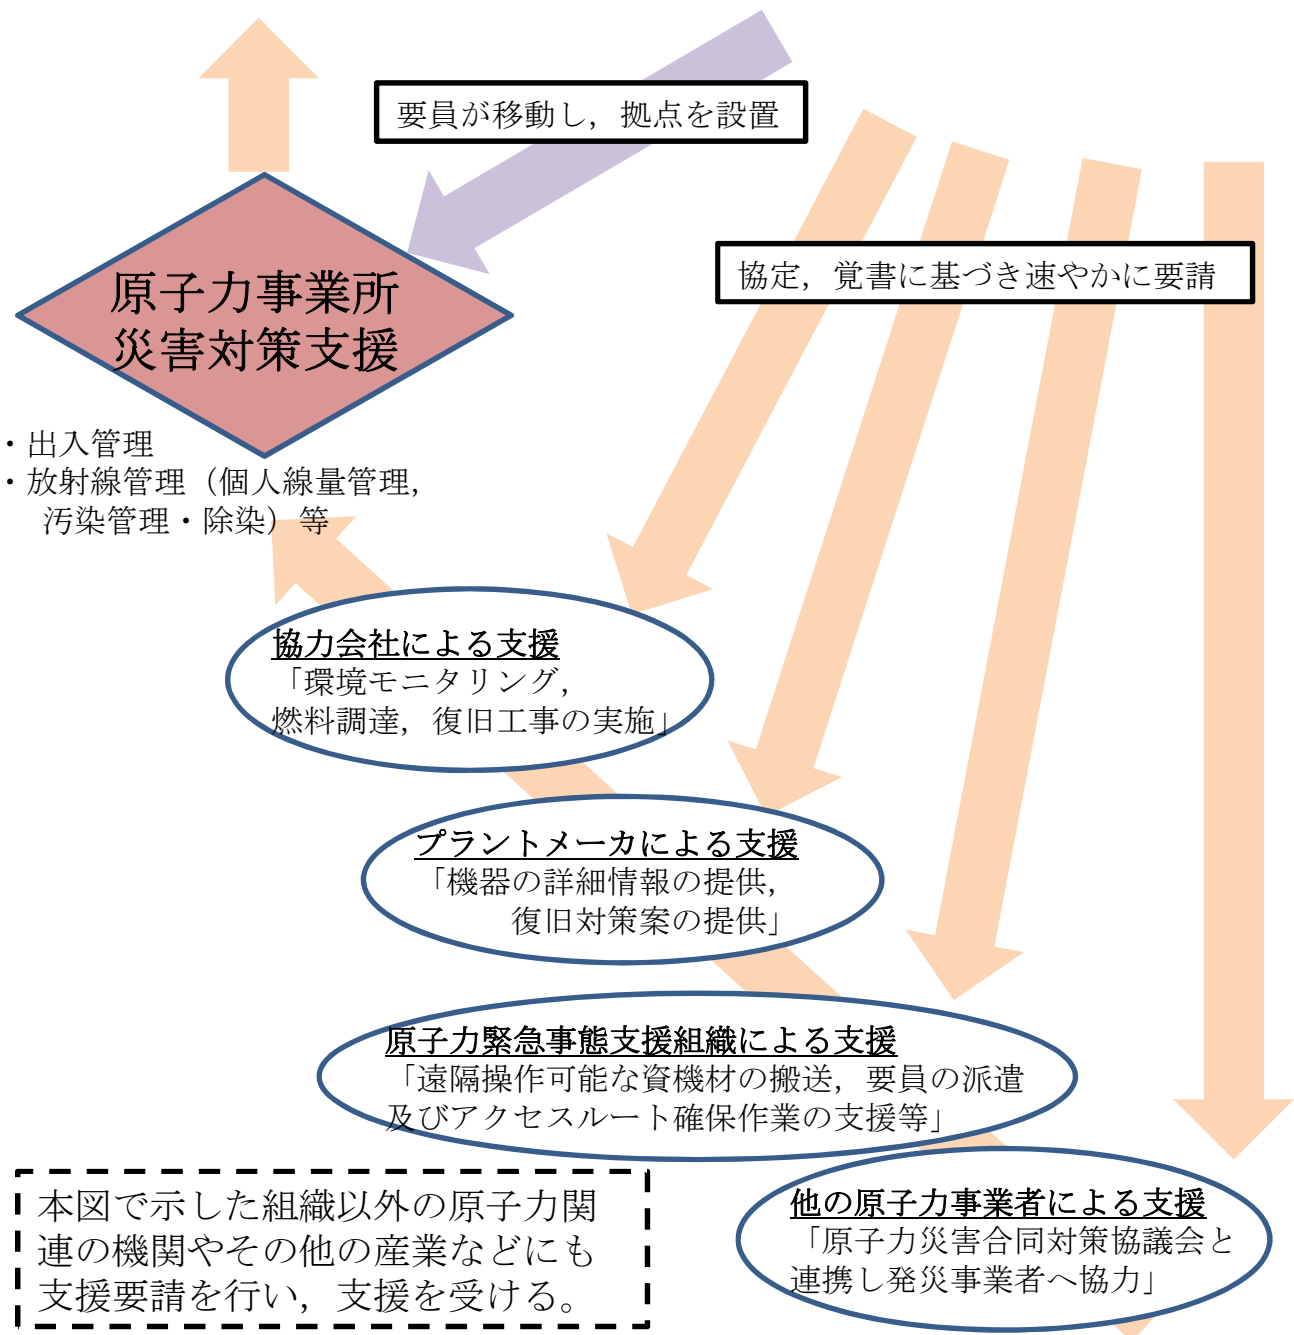 要員が移動し，拠点を設置
協定，覚書に基づき速やかに要請
原子力事業所
災害対策支援
・出入管理
・放射線管理（個人線量管理，
汚染管理・除染）等
協力会社による支援
「環境モニタリング，
燃料調達，復旧工事の実施」
プラントメーカによる支援
「機器の詳細情報の提供，
復旧対策案の提供」
原子力緊急事態支援組織による支援
「遠隔操作可能な資機材の搬送，要員の派遣
及びアクセスルート確保作業の支援等」
他の原子力事業者による支援
「原子力災害合同対策協議会と
連携し発災事業者へ協力」
本図で示した組織以外の原子力関
連の機関やその他の産業などにも
支援要請を行い，支援を受ける。